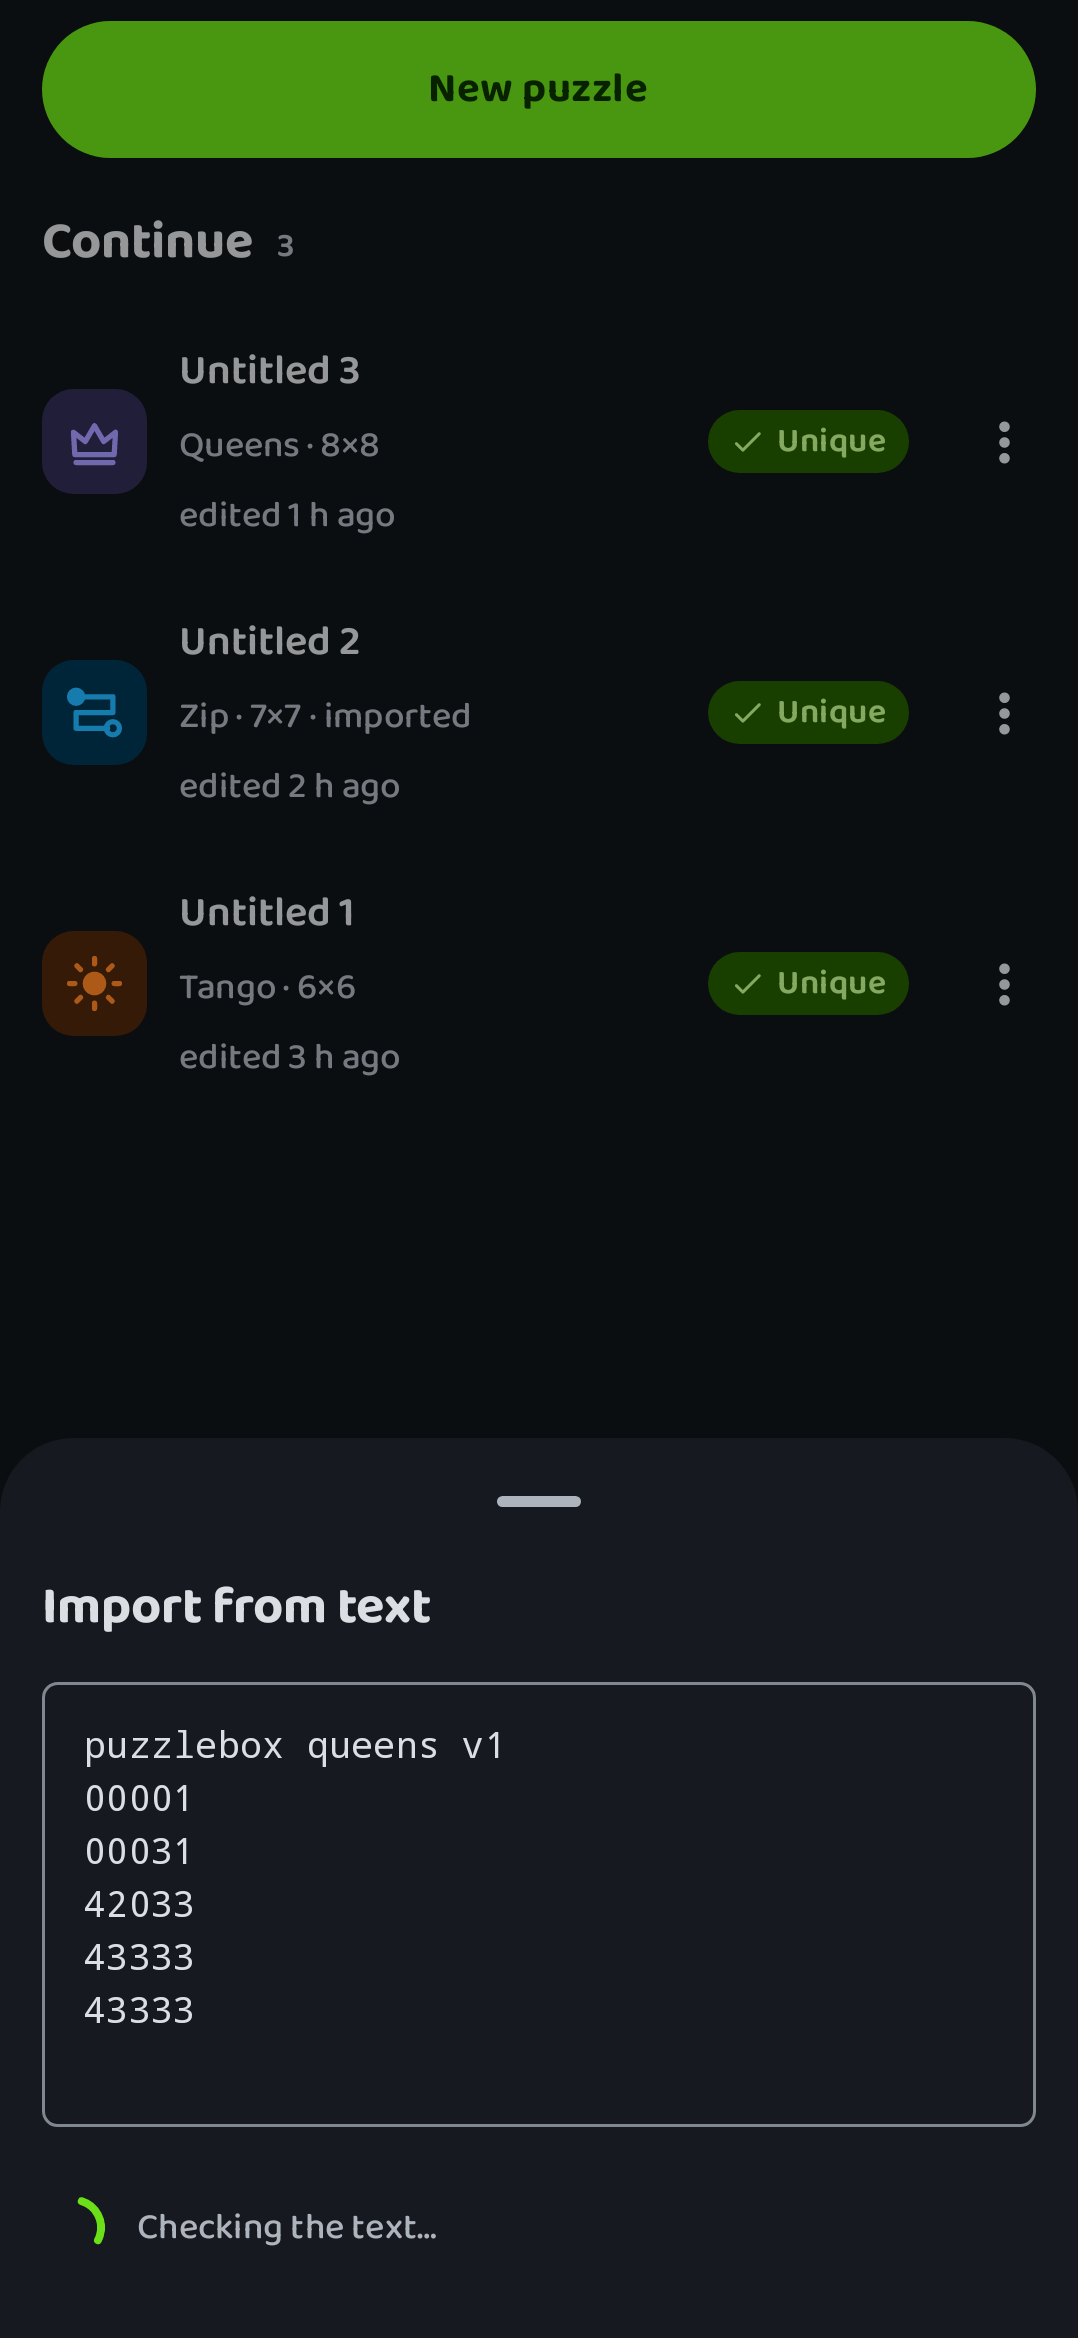 New puzzle
Continue 3
Untitled 3
Queens · 8×8
edited 1 h ago
Unique
Untitled 2
Zip · 7×7 · imported
edited 2 h ago
Unique
Untitled 1
Tango · 6×6
edited 3 h ago
Unique
Import from text
puzzlebox queens v1
00001
00031
42033
43333
43333
Checking the text…